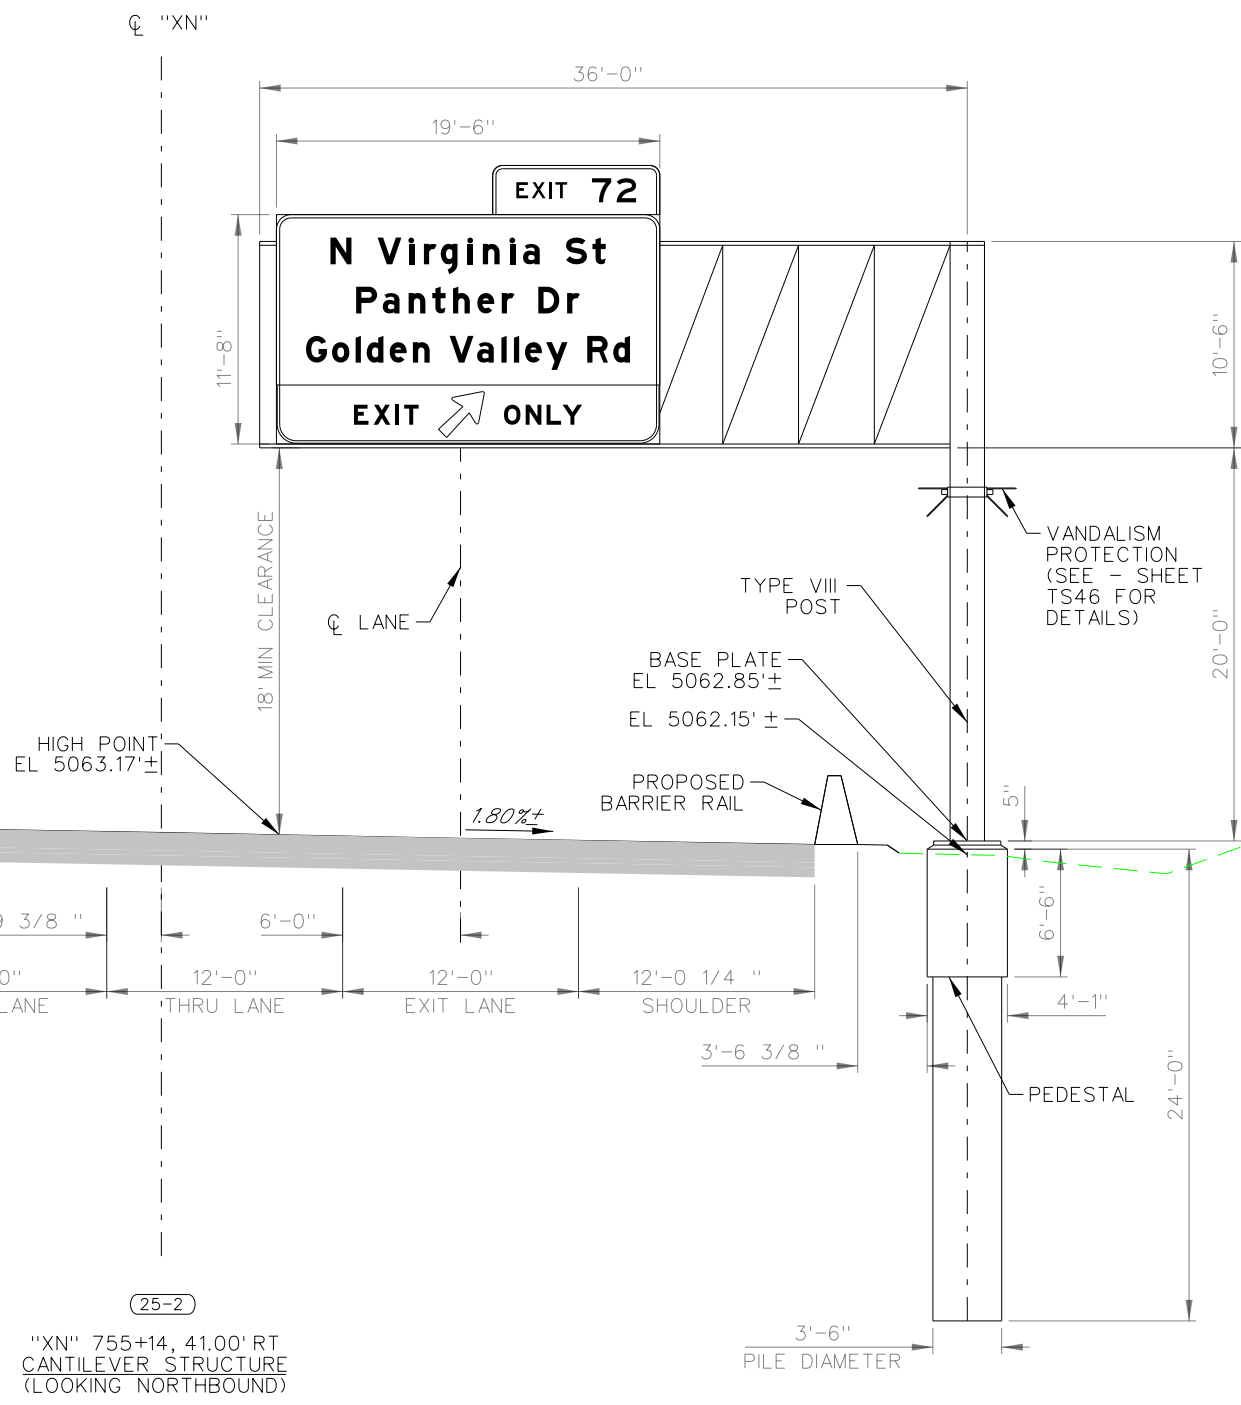 ℄ "XN"
36'-0"
19'-6"
EXIT 72
N Virginia St
Panther Dr
Golden Valley Rd
EXIT ONLY
11'-8"
10'-6"
18' MIN CLEARANCE
℄ LANE
TYPE VIII
POST
VANDALISM
PROTECTION
(SEE - SHEET
TS46 FOR
DETAILS)
20'-0"
BASE PLATE
EL 5062.85'±
EL 5062.15' ±
HIGH POINT
EL 5063.17'±
PROPOSED
BARRIER RAIL
1.80%±
5"
9 3/8 "
6'-0"
6'-6"
0"
LANE
12'-0"
THRU LANE
12'-0"
EXIT LANE
12'-0 1/4 "
SHOULDER
4'-1"
3'-6 3/8 "
24'-0"
PEDESTAL
25-2
"XN" 755+14, 41.00' RT
CANTILEVER STRUCTURE
(LOOKING NORTHBOUND)
3'-6"
PILE DIAMETER